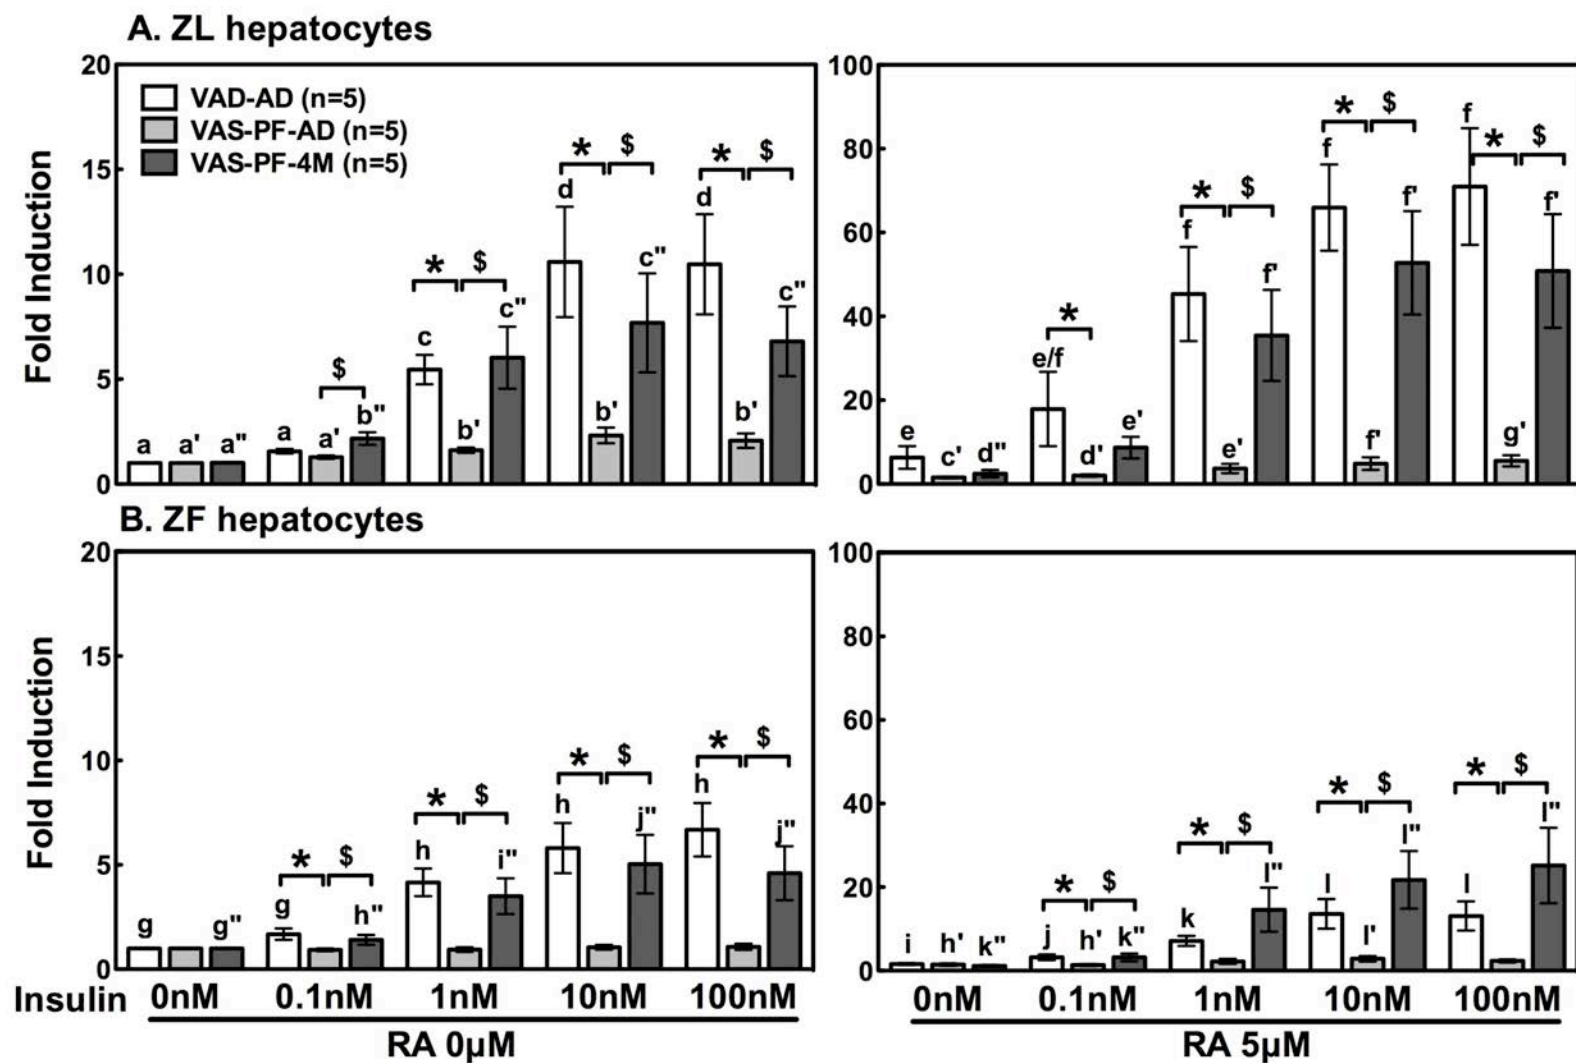 A. ZL hepatocytes
VAD-AD (n=5)
VAS-PF-AD (n=5)
VAS-PF-4M (n=5)
Fold Induction
20
15
10
5
0
a a' a"
a a' b" $
c b' c" * $
d b' c" * $
d b' c" * $
100
80
60
40
20
0
e c' d"
e/f d' e' *
f e' f' * $
f f' f' * $
f g' f' * $
B. ZF hepatocytes
Fold Induction
20
15
10
5
0
g g"
g h" * $
h i" * $
h j" * $
h j" * $
100
80
60
40
20
0
i h' k"
j h' k" * $
k l" * $
l l' l" * $
l l" * $
Insulin 0nM 0.1nM 1nM 10nM 100nM 0nM 0.1nM 1nM 10nM 100nM
RA 0μM RA 5μM